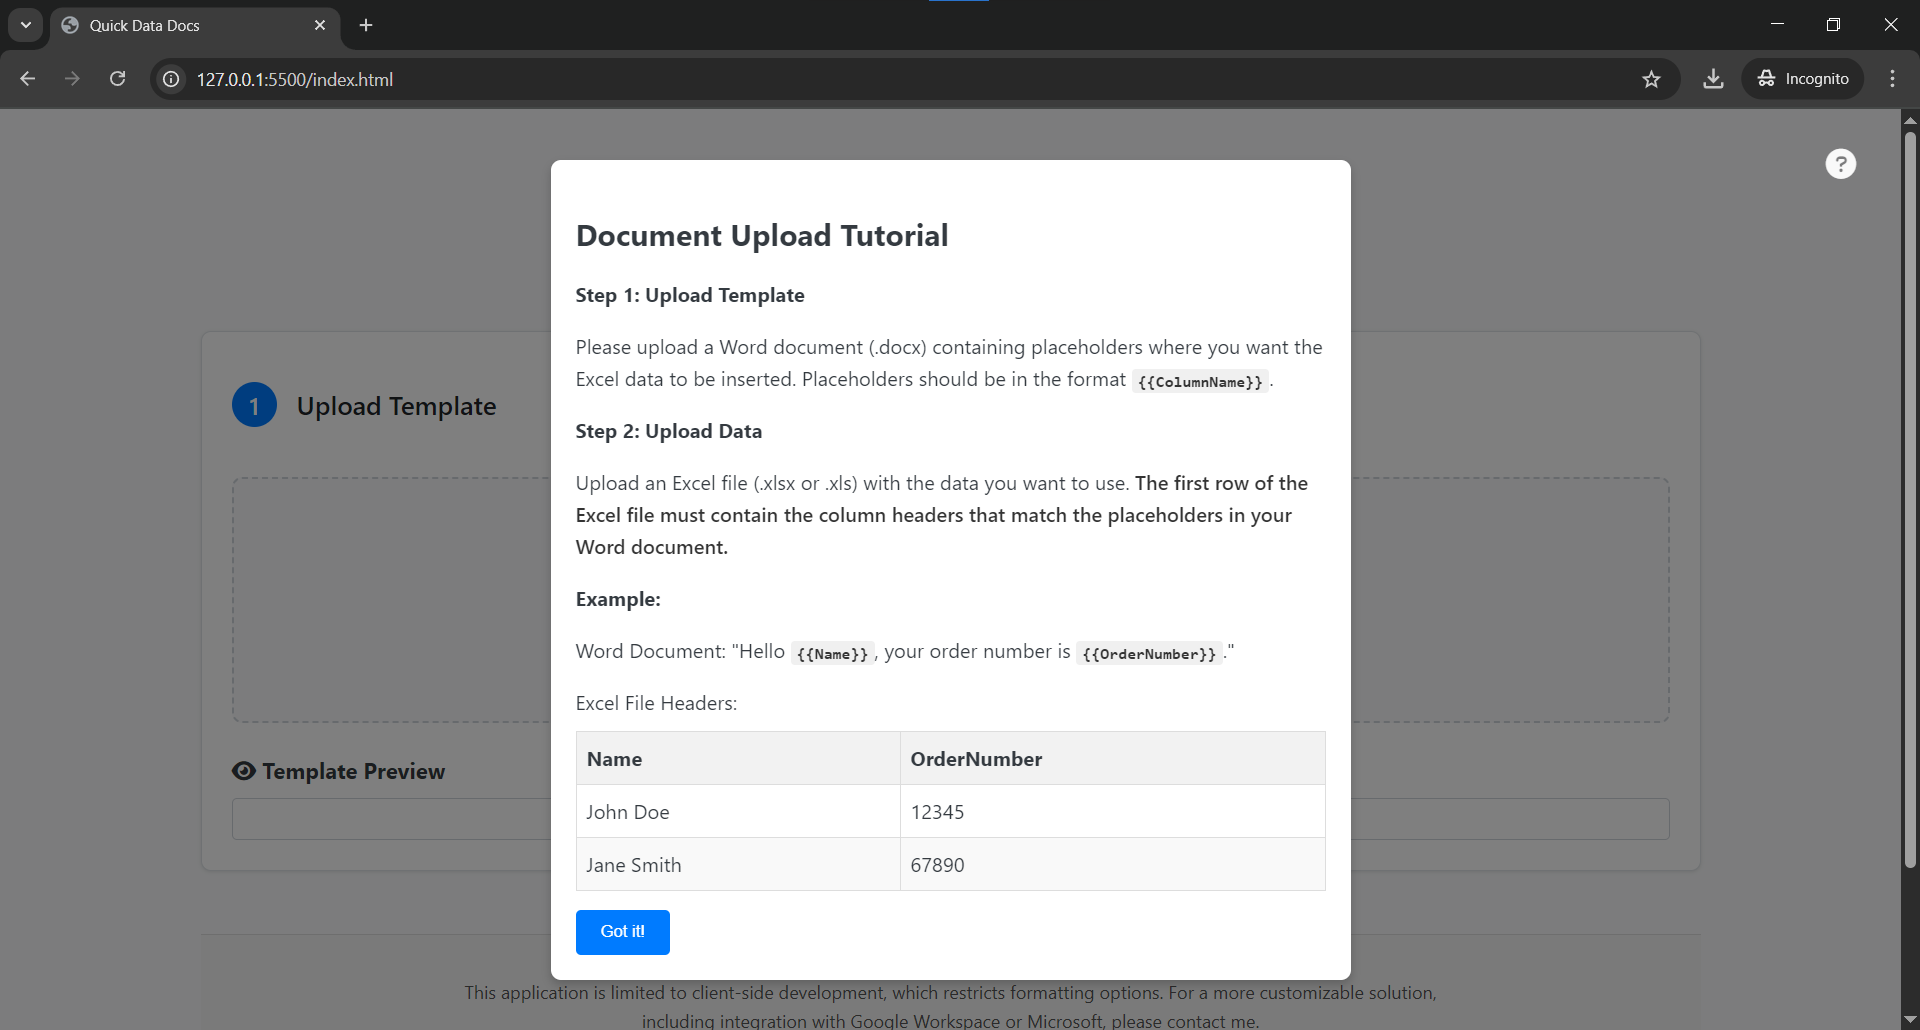 Quick Data Docs
127.0.0.1:5500/index.html
Incognito
?
Document Upload Tutorial
Step 1: Upload Template
Please upload a Word document (.docx) containing placeholders where you want the
Excel data to be inserted. Placeholders should be in the format {{ColumnName}}.
1 Upload Template
Step 2: Upload Data
Upload an Excel file (.xlsx or .xls) with the data you want to use. The first row of the
Excel file must contain the column headers that match the placeholders in your
Word document.
Example:
Word Document: "Hello {{Name}}, your order number is {{OrderNumber}}."
Excel File Headers:
Name OrderNumber
John Doe 12345
Jane Smith 67890
Template Preview
Got it!
This application is limited to client-side development, which restricts formatting options. For a more customizable solution,
including integration with Google Workspace or Microsoft, please contact me.